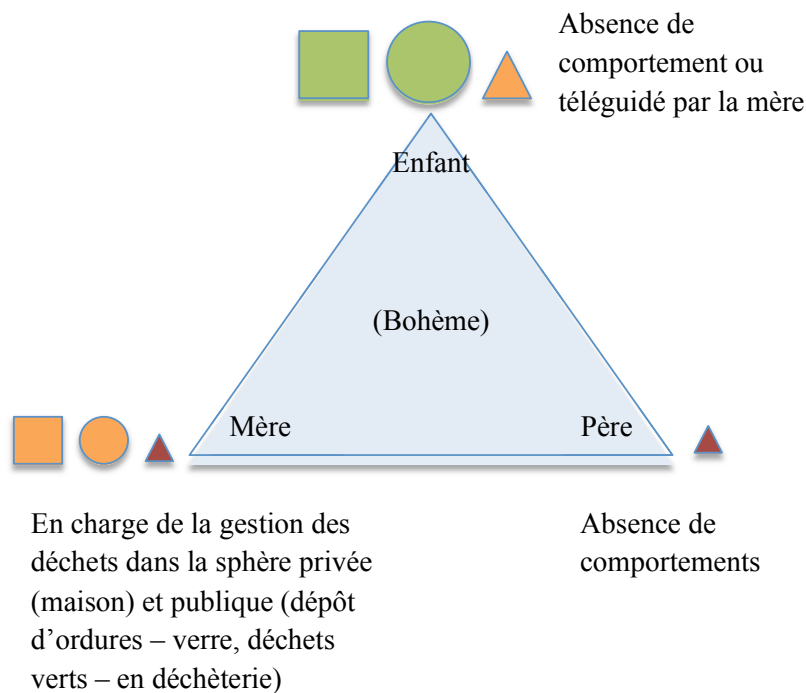 Absence de
comportement ou
téléguidé par la mère
Enfant
(Bohème)
Mère
Père
En charge de la gestion des
déchets dans la sphère privée
(maison) et publique (dépôt
d’ordures – verre, déchets
verts – en déchèterie)
Absence de
comportements